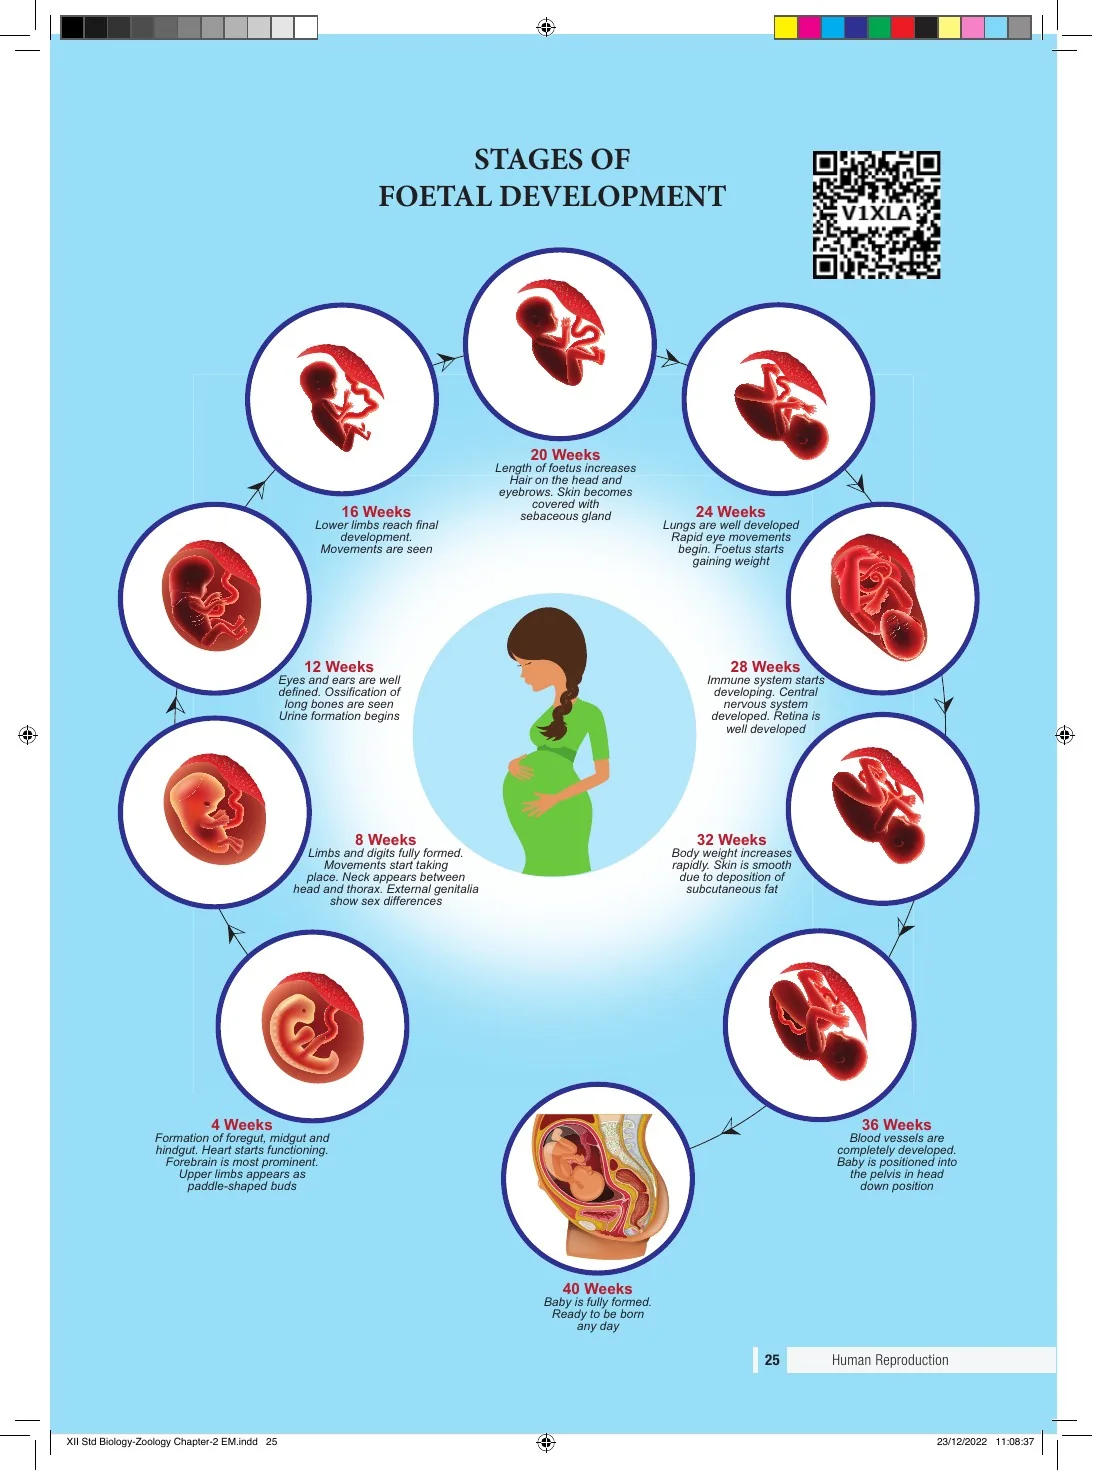 STAGES OF
FOETAL DEVELOPMENT
V1XLA
20 Weeks
Length of foetus increases
Hair on the head and
eyebrows. Skin becomes
covered with
sebaceous gland
16 Weeks
Lower limbs reach final
development.
Movements are seen
24 Weeks
Lungs are well developed
Rapid eye movements
begin. Foetus starts
gaining weight
12 Weeks
Eyes and ears are well
defined. Ossification of
long bones are seen
Urine formation begins
28 Weeks
Immune system starts
developing. Central
nervous system
developed. Retina is
well developed
8 Weeks
Limbs and digits fully formed.
Movements start taking
place. Neck appears between
head and thorax. External genitalia
show sex differences
32 Weeks
Body weight increases
rapidly. Skin is smooth
due to deposition of
subcutaneous fat
4 Weeks
Formation of foregut, midgut and
hindgut. Heart starts functioning.
Forebrain is most prominent.
Upper limbs appears as
paddle-shaped buds
36 Weeks
Blood vessels are
completely developed.
Baby is positioned into
the pelvis in head
down position
40 Weeks
Baby is fully formed.
Ready to be born
any day
25 Human Reproduction
XII Std Biology-Zoology Chapter-2 EM.indd 25
23/12/2022 11:08:37